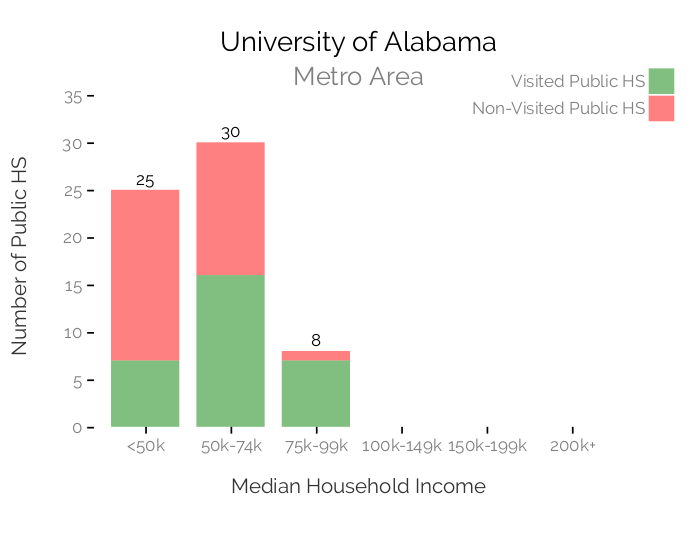 University of Alabama
Metro Area
Visited Public HS
Non-Visited Public HS
Number of Public HS
35
30
25
20
15
10
5
0
25
30
8
<50k
50k-74k
75k-99k
100k-149k
150k-199k
200k+
Median Household Income